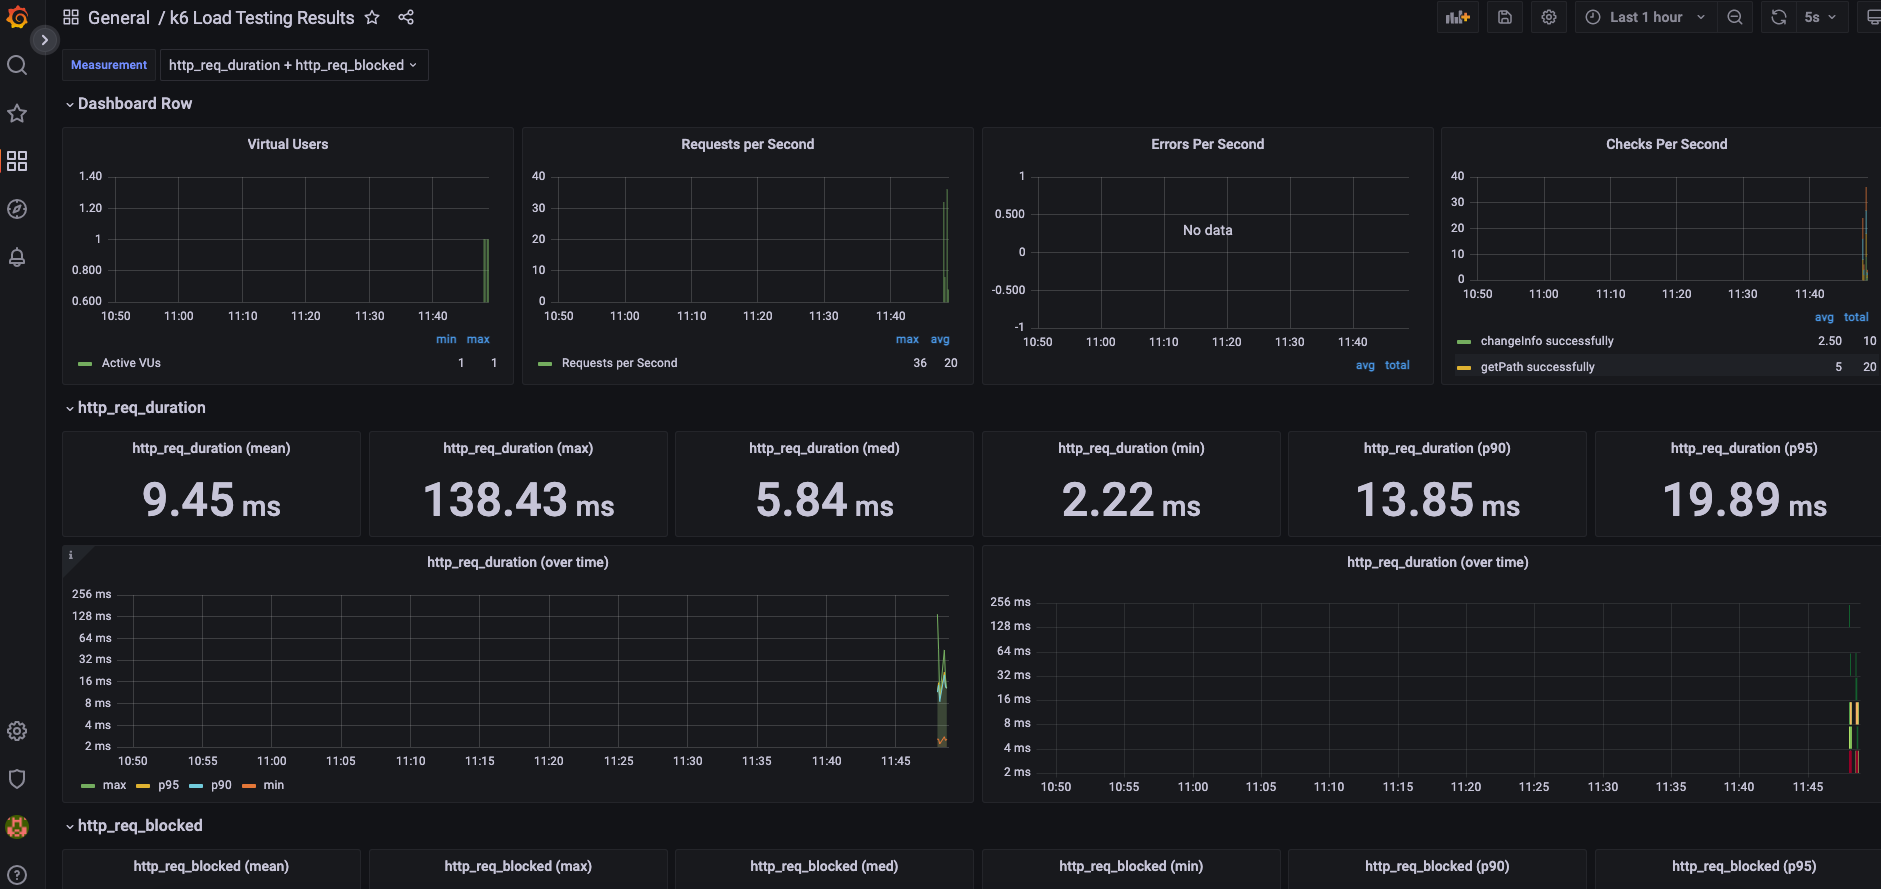 General / k6 Load Testing Results
Last 1 hour
5s
Measurement
http_req_duration + http_req_blocked
Dashboard Row
Virtual Users
1.40
1.20
1
0.800
0.600
10:50 11:00 11:10 11:20 11:30 11:40
min max
Active VUs 1 1
Requests per Second
40
30
20
10
0
10:50 11:00 11:10 11:20 11:30 11:40
max avg
Requests per Second 36 20
Errors Per Second
1
0.500
0
-0.500
-1
No data
10:50 11:00 11:10 11:20 11:30 11:40
avg total
Checks Per Second
40
30
20
10
0
10:50 11:00 11:10 11:20 11:30 11:40
avg total
changeInfo successfully 2.50 10
getPath successfully 5 20
http_req_duration
http_req_duration (mean)
9.45 ms
http_req_duration (max)
138.43 ms
http_req_duration (med)
5.84 ms
http_req_duration (min)
2.22 ms
http_req_duration (p90)
13.85 ms
http_req_duration (p95)
19.89 ms
i
http_req_duration (over time)
256 ms
128 ms
64 ms
32 ms
16 ms
8 ms
4 ms
2 ms
10:50 10:55 11:00 11:05 11:10 11:15 11:20 11:25 11:30 11:35 11:40 11:45
max p95 p90 min
http_req_duration (over time)
256 ms
128 ms
64 ms
32 ms
16 ms
8 ms
4 ms
2 ms
10:50 10:55 11:00 11:05 11:10 11:15 11:20 11:25 11:30 11:35 11:40 11:45
http_req_blocked
http_req_blocked (mean)
http_req_blocked (max)
http_req_blocked (med)
http_req_blocked (min)
http_req_blocked (p90)
http_req_blocked (p95)